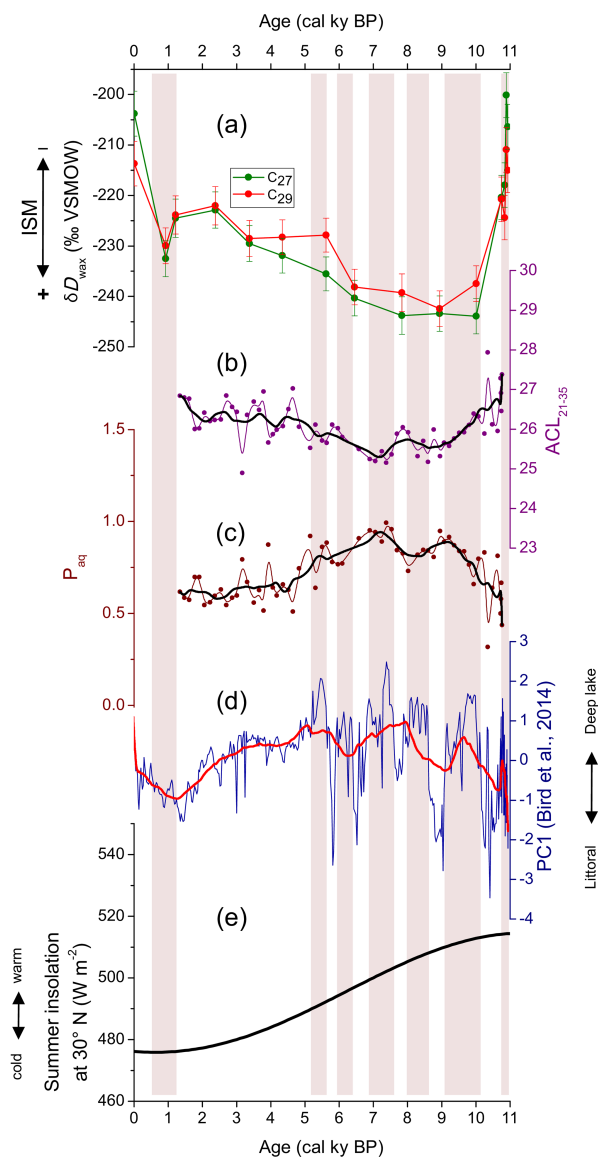 Age (cal ky BP)
0 1 2 3 4 5 6 7 8 9 10 11
-200
-210
-220
-230
-240
-250
ISM
+
–
δD_wax (‰ VSMOW)
(a)
C27
C29
(b)
30
29
28
27
26
25
24
23
ACL21-35
(c)
1.5
1.0
0.5
0.0
Paq
(d)
3
2
1
0
-1
-2
-3
-4
PC1 (Bird et al., 2014)
Deep lake
Littoral
(e)
540
520
500
480
460
Summer insolation
at 30° N (W m-2)
warm
cold
0 1 2 3 4 5 6 7 8 9 10 11
Age (cal ky BP)